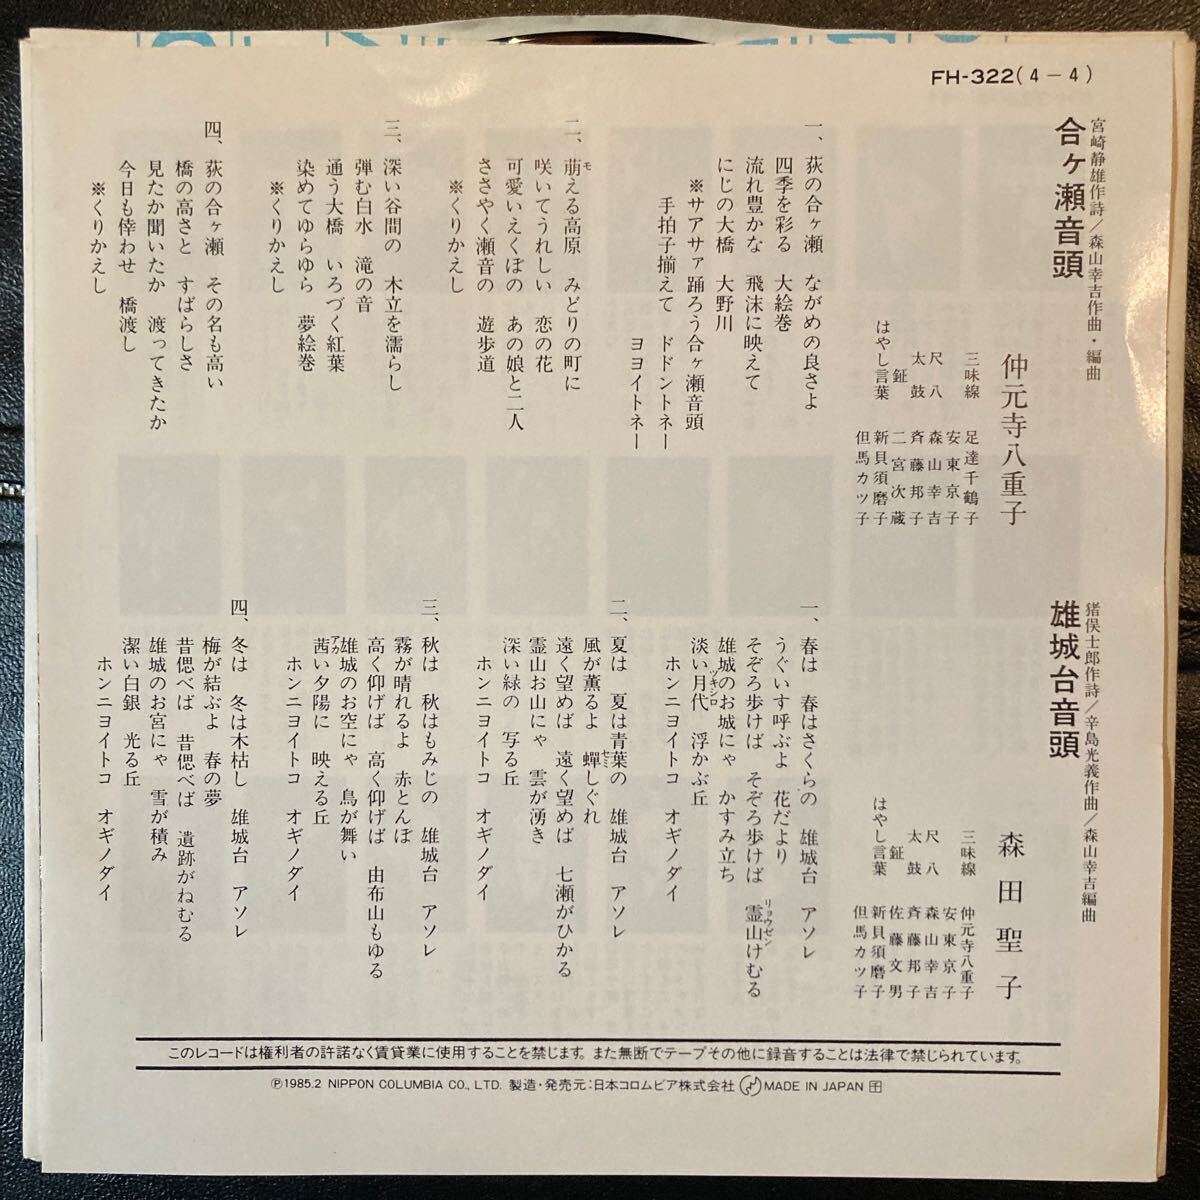 FH-322(4-4)
宮崎静雄作詩/森山幸吉作曲・編曲
合ヶ瀬音頭
仲元寺八重子
三味線 足達千鶴子
安東京子
尺八 森山幸吉
太鼓 斉藤邦子
鉦 二宮次蔵
はやし言葉 新貝須磨子
但馬カツ子
一、荻の合ヶ瀬 ながめの良さよ
四季を彩る 大絵巻
流れ豊かな 飛沫に映えて
にじの大橋 大野川
※サアサァ踊ろう合ヶ瀬音頭
手拍子揃えて ドドントネー
ヨヨイトネー
二、萠える高原 みどりの町に
モ
咲いてうれしい 恋の花
可愛いえくぼの あの娘と二人
ささやく瀬音の 遊歩道
※くりかえし
三、深い谷間の 木立を濡らし
弾む白水 滝の音
通う大橋 いろづく紅葉
染めてゆらゆら 夢絵巻
※くりかえし
四、荻の合ヶ瀬 その名も高い
橋の高さと すばらしさ
見たか聞いたか 渡ってきたか
今日も倖わせ 橋渡し
※くりかえし
猪俣士郎作詩/辛島光義作曲/森山幸吉編曲
雄城台音頭
森田聖子
三味線 仲元寺八重子
安東京子
尺八 森山幸吉
太鼓 斉藤邦子
鉦 佐藤文男
はやし言葉 新貝須磨子
但馬カツ子
一、春は 春はさくらの 雄城台 アソレ
うぐいす呼ぶよ 花だより
そぞろ歩けば そぞろ歩けば 霊山けむる
リョウゼン
雄城のお城にゃ かすみ立ち
淡い月代 浮かぶ丘
ツキシロ
ホンニヨイトコ オギノダイ
二、夏は 夏は青葉の 雄城台 アソレ
風が薫るよ 蟬しぐれ
セミ
遠く望めば 遠く望めば 七瀬がひかる
霊山お山にゃ 雲が湧き
深い緑の 写る丘
ホンニヨイトコ オギノダイ
三、秋は 秋はもみじの 雄城台 アソレ
霧が晴れるよ 赤とんぼ
高く仰げば 高く仰げば 由布山もゆる
雄城のお空にゃ 鳥が舞い
茜い夕陽に 映える丘
アカ
ホンニヨイトコ オギノダイ
四、冬は 冬は木枯し 雄城台 アソレ
梅が結ぶよ 春の夢
昔偲べば 昔偲べば 遺跡がねむる
雄城のお宮にゃ 雪が積み
潔い白銀 光る丘
ホンニヨイトコ オギノダイ
このレコードは権利者の許諾なく賃貸業に使用することを禁じます。また無断でテープその他に録音することは法律で禁じられています。
Ⓟ1985.2 NIPPON COLUMBIA CO., LTD. 製造・発売元:日本コロムビア株式会社 MADE IN JAPAN